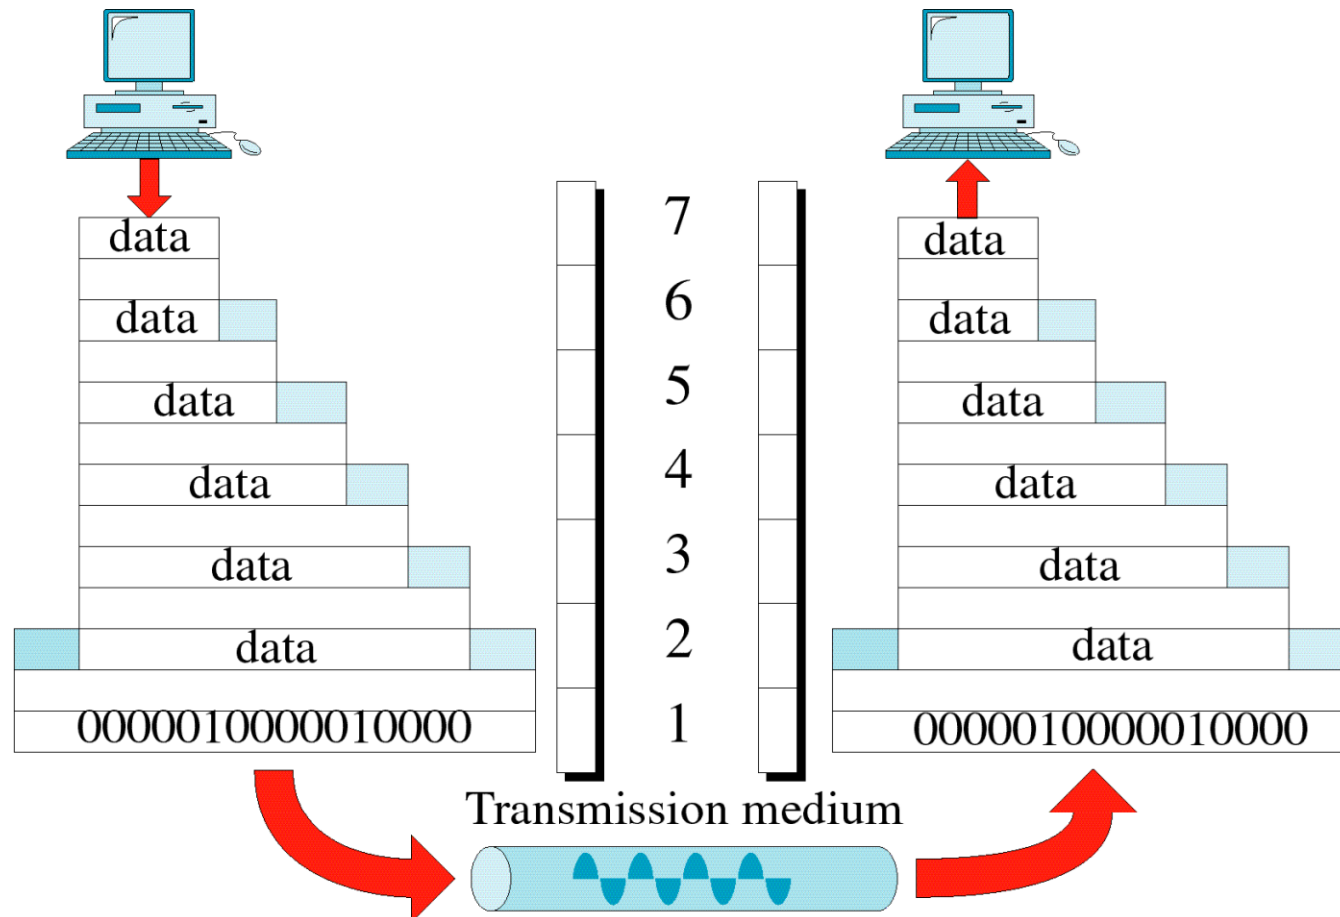 data
data
data
data
data
data
0000010000010000
7
6
5
4
3
2
1
data
data
data
data
data
data
0000010000010000
Transmission medium